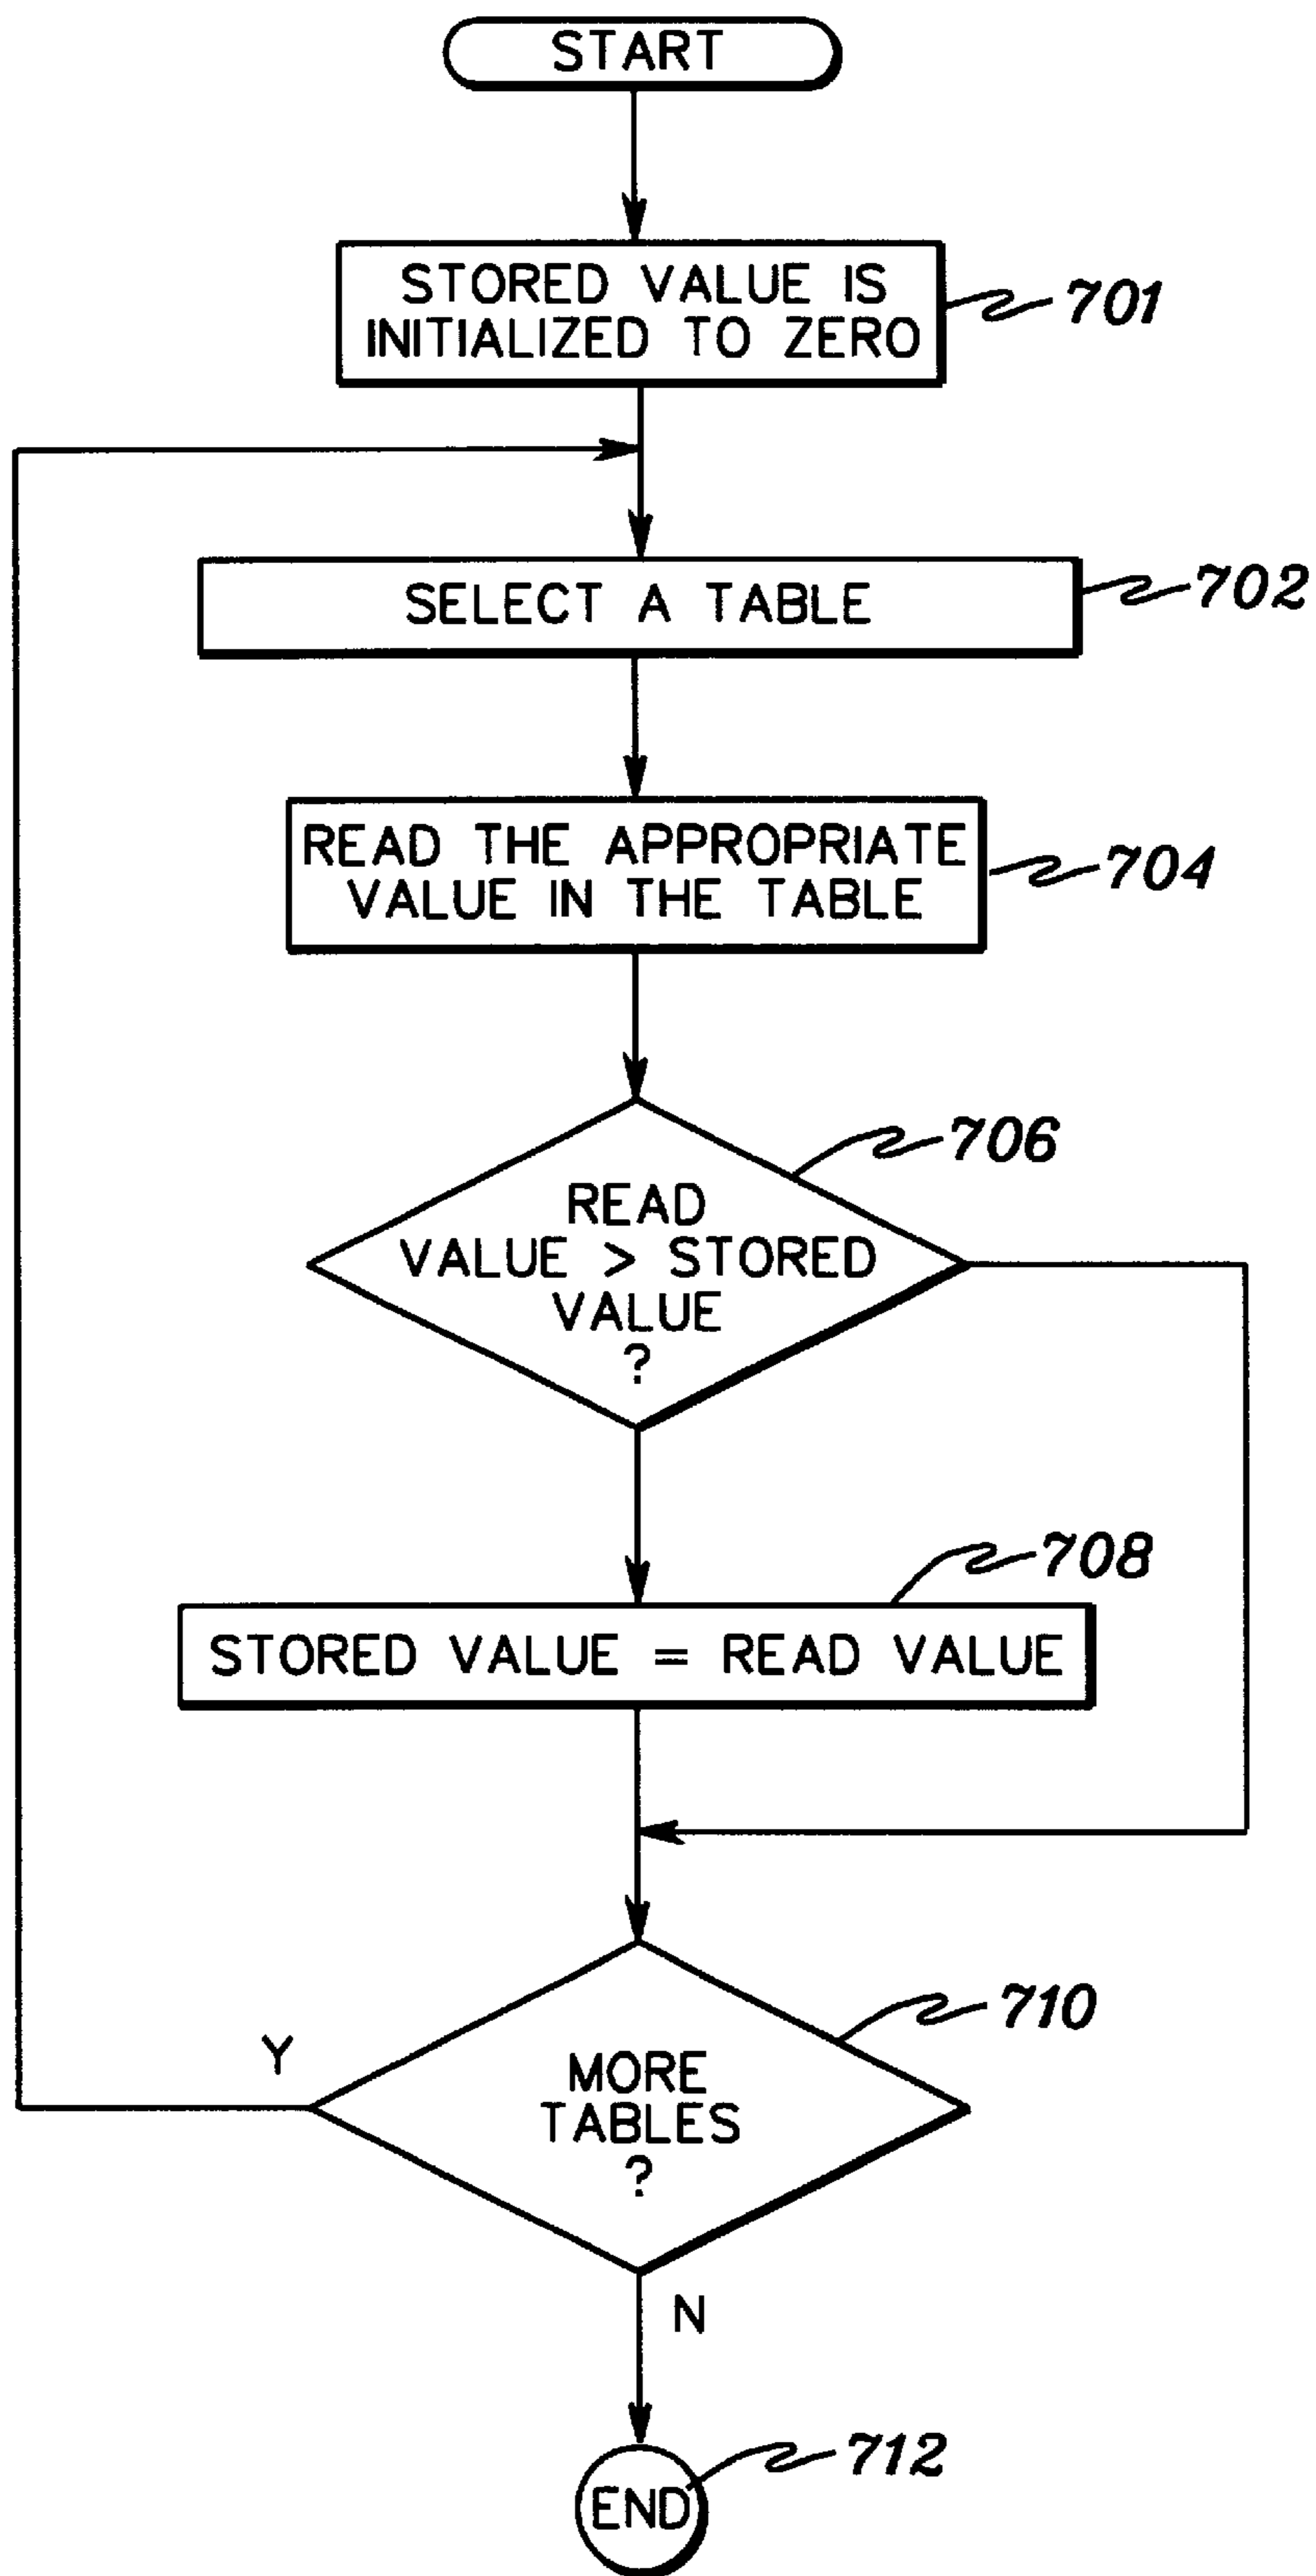 START
STORED VALUE IS
INITIALIZED TO ZERO
701
SELECT A TABLE
702
READ THE APPROPRIATE
VALUE IN THE TABLE
704
706
READ
VALUE > STORED
VALUE
?
708
STORED VALUE = READ VALUE
710
Y
MORE
TABLES
?
N
712
END